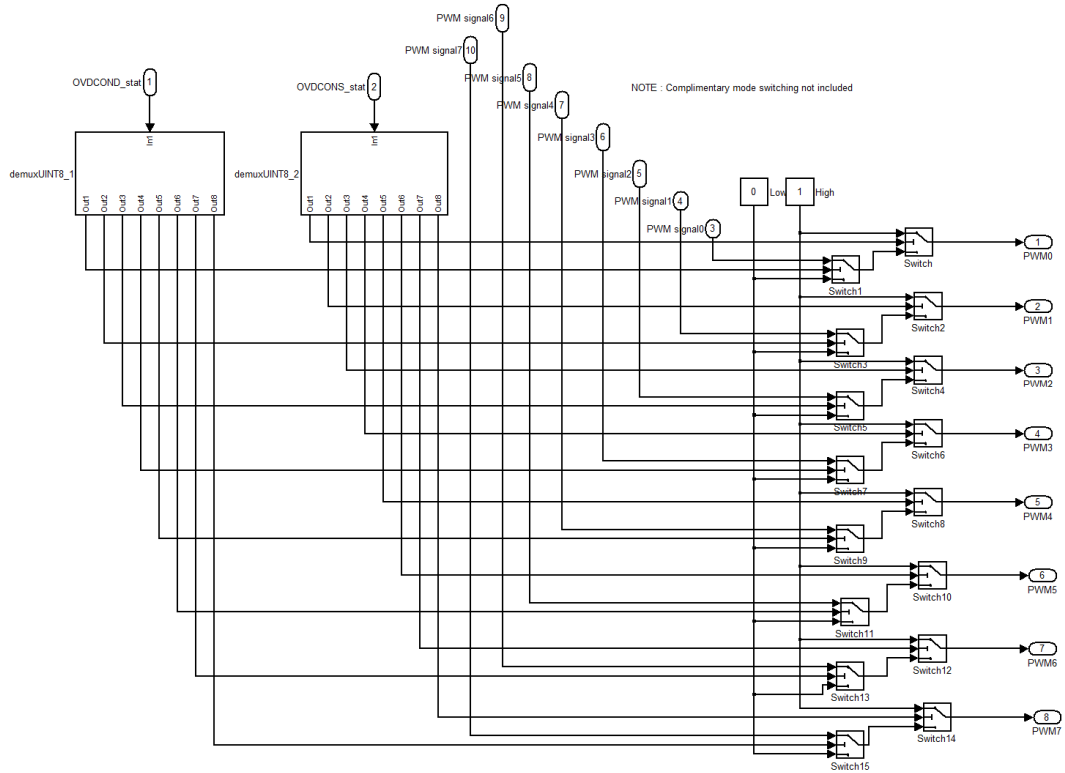 PWM signal6
9
PWM signal7
10
OVDCOND_stat
1
OVDCONS_stat
2
PWM signal5
8
NOTE : Complimentary mode switching not included
PWM signal4
7
PWM signal3
6
In1
In1
demuxUINT8_1
demuxUINT8_2
PWM signal2
5
0
Low
1
High
PWM signal1
4
Out1
Out2
Out3
Out4
Out5
Out6
Out7
Out8
Out1
Out2
Out3
Out4
Out5
Out6
Out7
Out8
PWM signal0
3
1
PWM0
Switch
Switch1
2
PWM1
Switch2
Switch3
3
PWM2
Switch4
Switch5
4
PWM3
Switch6
Switch7
5
PWM4
Switch8
Switch9
6
PWM5
Switch10
Switch11
7
PWM6
Switch12
Switch13
8
PWM7
Switch14
Switch15